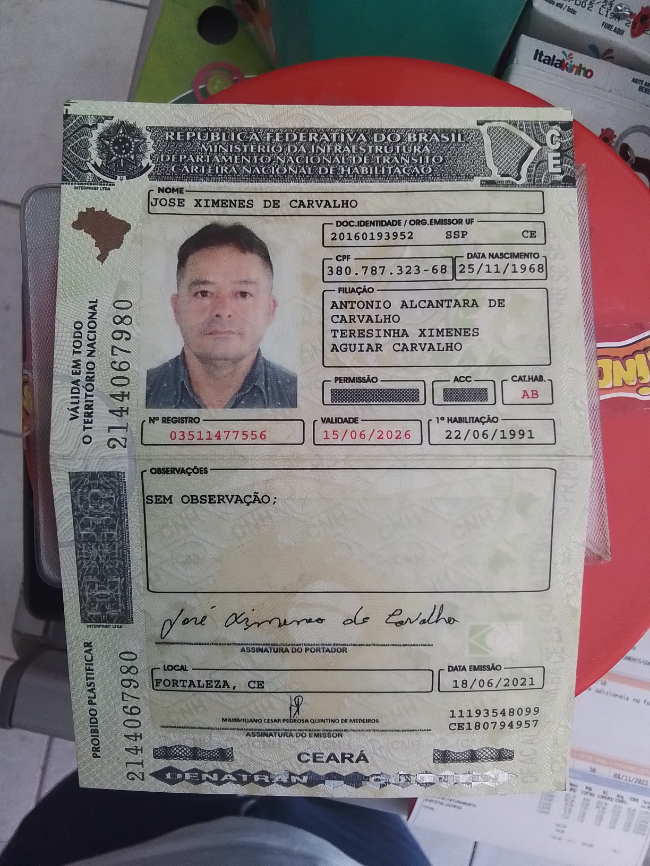 Italakinho
REPÚBLICA FEDERATIVA DO BRASIL
MINISTÉRIO DA INFRAESTRUTURA
DEPARTAMENTO NACIONAL DE TRÂNSITO
CARTEIRA NACIONAL DE HABILITAÇÃO
CE
NOME
JOSE XIMENES DE CARVALHO
DOC. IDENTIDADE / ORG. EMISSOR UF
20160193952 SSP CE
CPF
380.787.323-68
DATA NASCIMENTO
25/11/1968
FILIAÇÃO
ANTONIO ALCANTARA DE
CARVALHO
TERESINHA XIMENES
AGUIAR CARVALHO
PERMISSÃO
ACC
CAT. HAB.
AB
Nº REGISTRO
03511477556
VALIDADE
15/06/2026
1ª HABILITAÇÃO
22/06/1991
VÁLIDA EM TODO
O TERRITÓRIO NACIONAL
2144067980
OBSERVAÇÕES
SEM OBSERVAÇÃO;
José Ximenes de Carvalho
ASSINATURA DO PORTADOR
LOCAL
FORTALEZA, CE
DATA EMISSÃO
18/06/2021
MAXIMILIANO CESAR PEDROSA QUINTINO DE MEDEIROS
ASSINATURA DO EMISSOR
11193548099
CE180794957
PROIBIDO PLASTIFICAR
2144067980
CEARÁ
DENATRAN